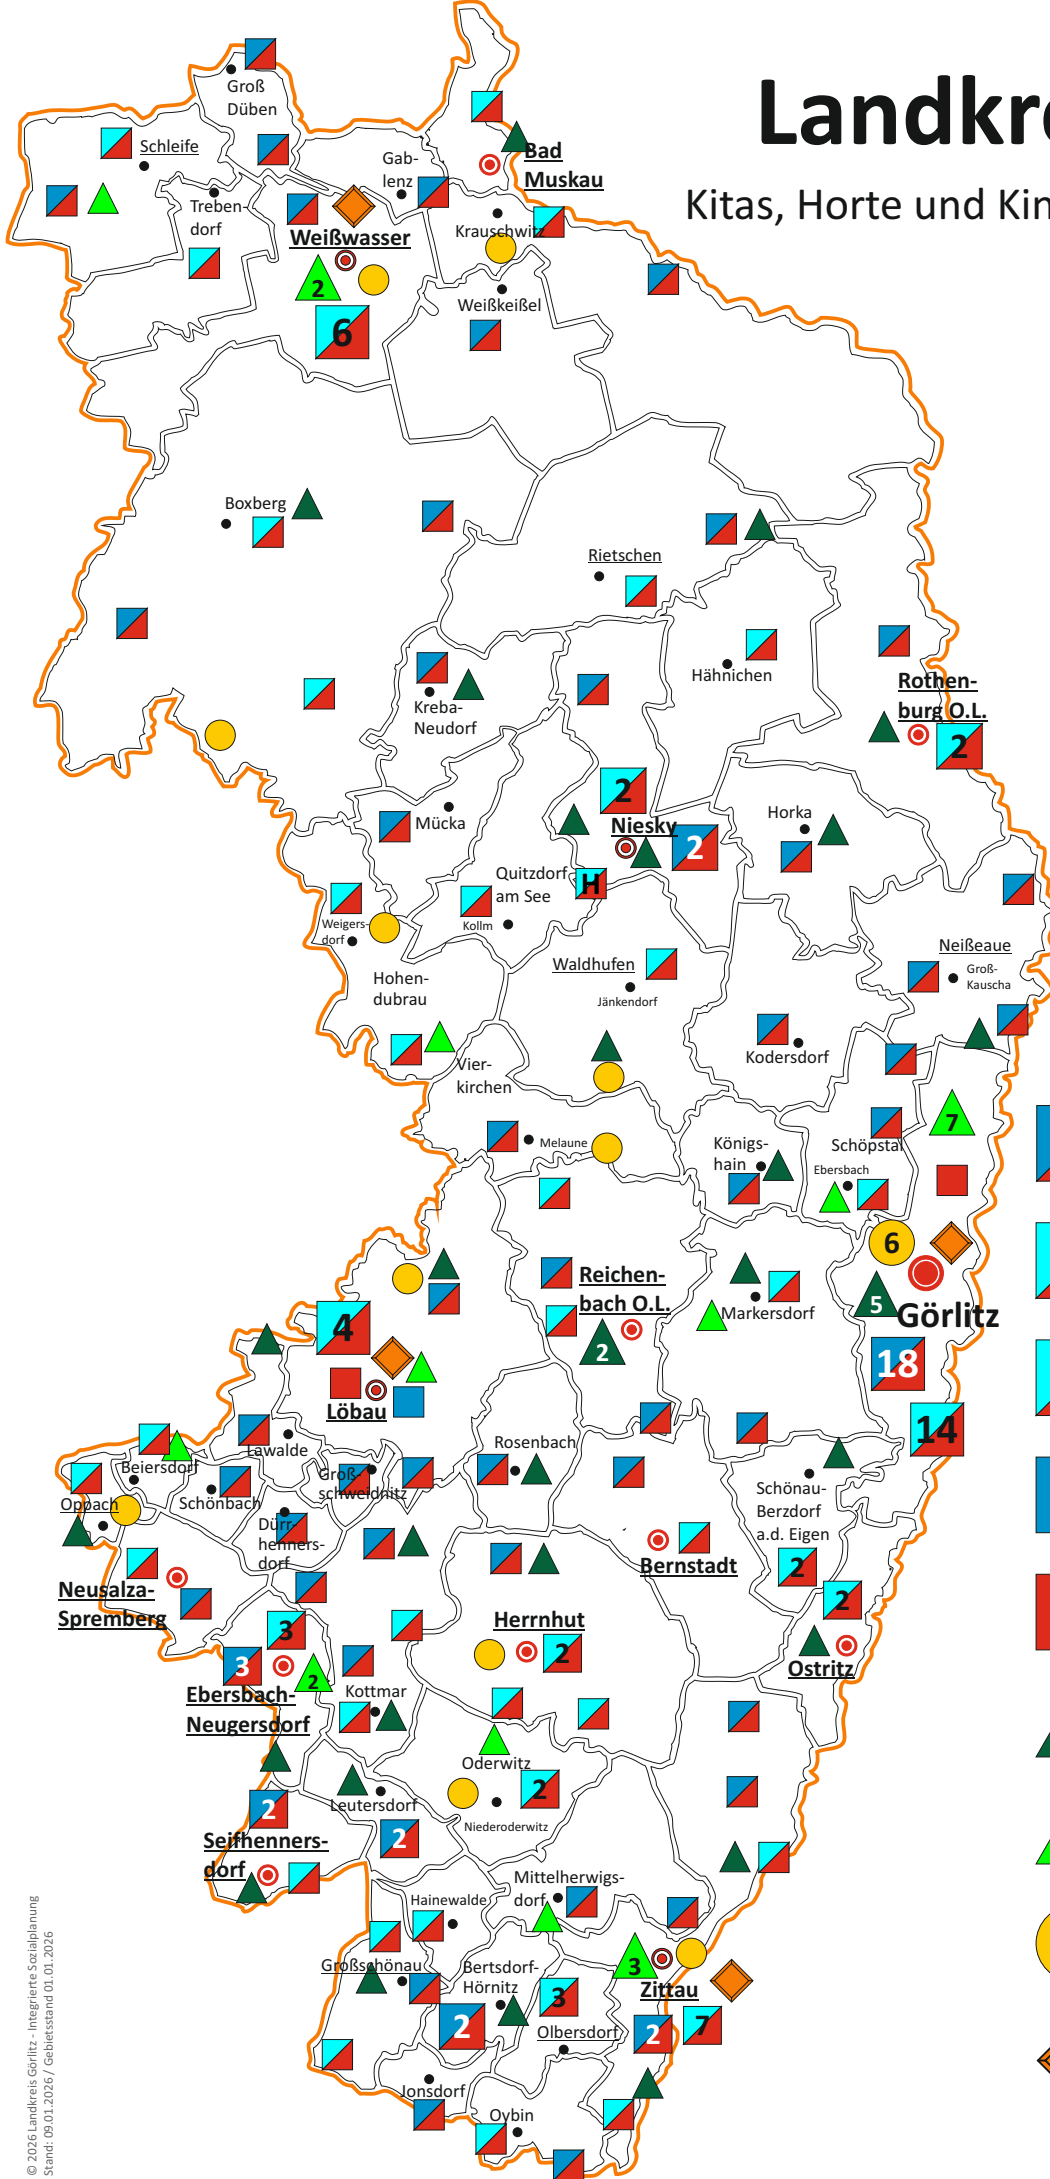 Landkre
Kitas, Horte und Kin
Groß
Düben
Schleife
Bad
Muskau
Gab-
lenz
Treben-
dorf
Krauschwitz
Weißwasser
2
Weißkeißel
6
Boxberg
Rietschen
Hähnichen
Rothen-
burg O.L.
2
Kreba-
Neudorf
2
Mücka
Niesky
2
Horka
Quitzdorf
am See
H
Kollm
Weigers-
dorf
Neißeaue
Groß-
Kauscha
Waldhufen
Jänkendorf
Hohen-
dubrau
Kodersdorf
Vier-
kirchen
7
Melaune
Königs-
hain
Schöpstal
Ebersbach
6
Reichen-
bach O.L.
2
Markersdorf
5
Görlitz
4
18
Löbau
14
Lawalde
Rosenbach
Beiersdorf
Groß-
schweidnitz
Schönbach
Oppach
Schönau-
Berzdorf
a.d. Eigen
Dürr-
henners-
dorf
Bernstadt
2
Neusalza-
Spremberg
2
Herrnhut
2
3
3
2
Ostritz
Ebersbach-
Neugersdorf
Kottmar
Oderwitz
2
Niederoderwitz
Leutersdorf
2
2
Seifhenners-
dorf
Mittelherwigs-
dorf
Hainewalde
Großschönau
Bertsdorf-
Hörnitz
3
Zittau
3
2
Olbersdorf
2
7
Jonsdorf
Oybin
© 2026 Landkreis Görlitz - Integrierte Sozialplanung
Stand: 09.01.2026 / Gebietsstand 01.01.2026